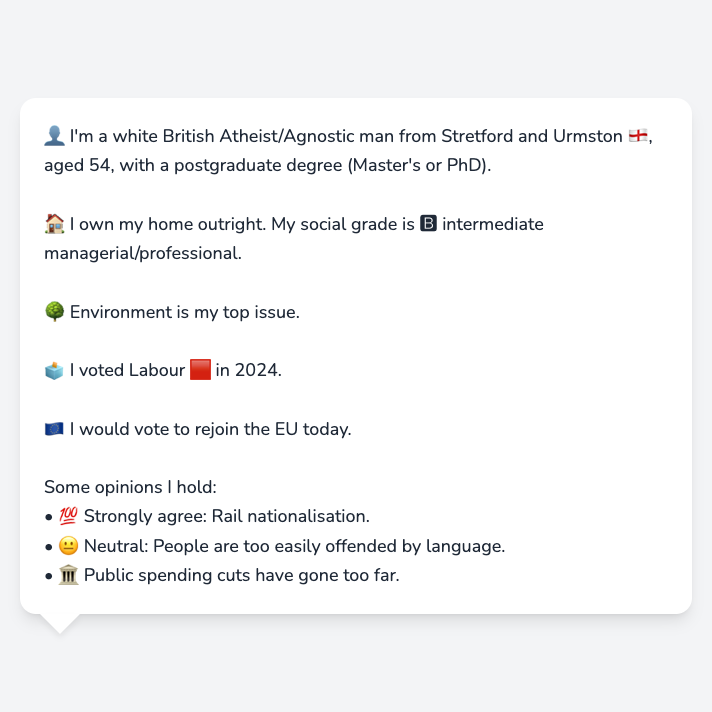 👤 I'm a white British Atheist/Agnostic man from Stretford and Urmston 🏴󠁧󠁢󠁥󠁮󠁧󠁿,
aged 54, with a postgraduate degree (Master's or PhD).
🏠 I own my home outright. My social grade is 🅱 intermediate
managerial/professional.
🌳 Environment is my top issue.
🗳️ I voted Labour 🟥 in 2024.
🇪🇺 I would vote to rejoin the EU today.
Some opinions I hold:
• 💯 Strongly agree: Rail nationalisation.
• 😐 Neutral: People are too easily offended by language.
• 🏛️ Public spending cuts have gone too far.